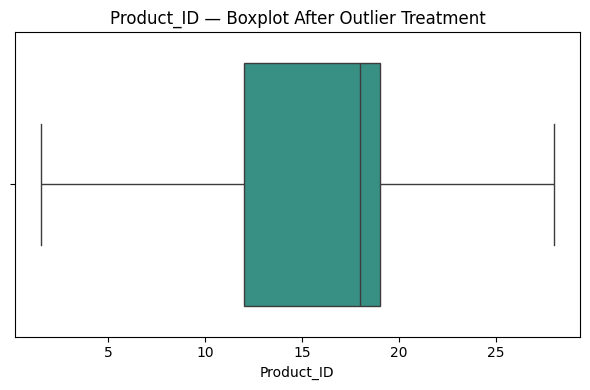 Product_ID — Boxplot After Outlier Treatment
5 10 15 20 25
Product_ID